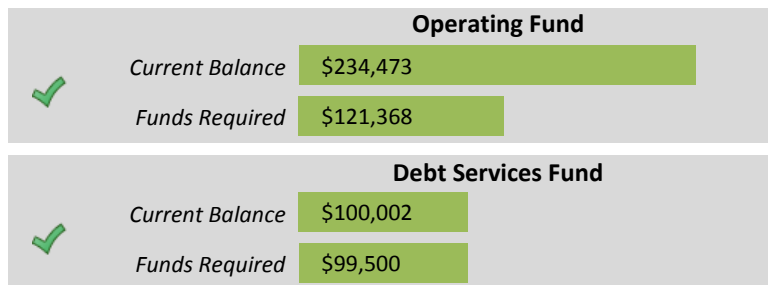 Operating Fund
Current Balance $234,473
Funds Required $121,368
Debt Services Fund
Current Balance $100,002
Funds Required $99,500